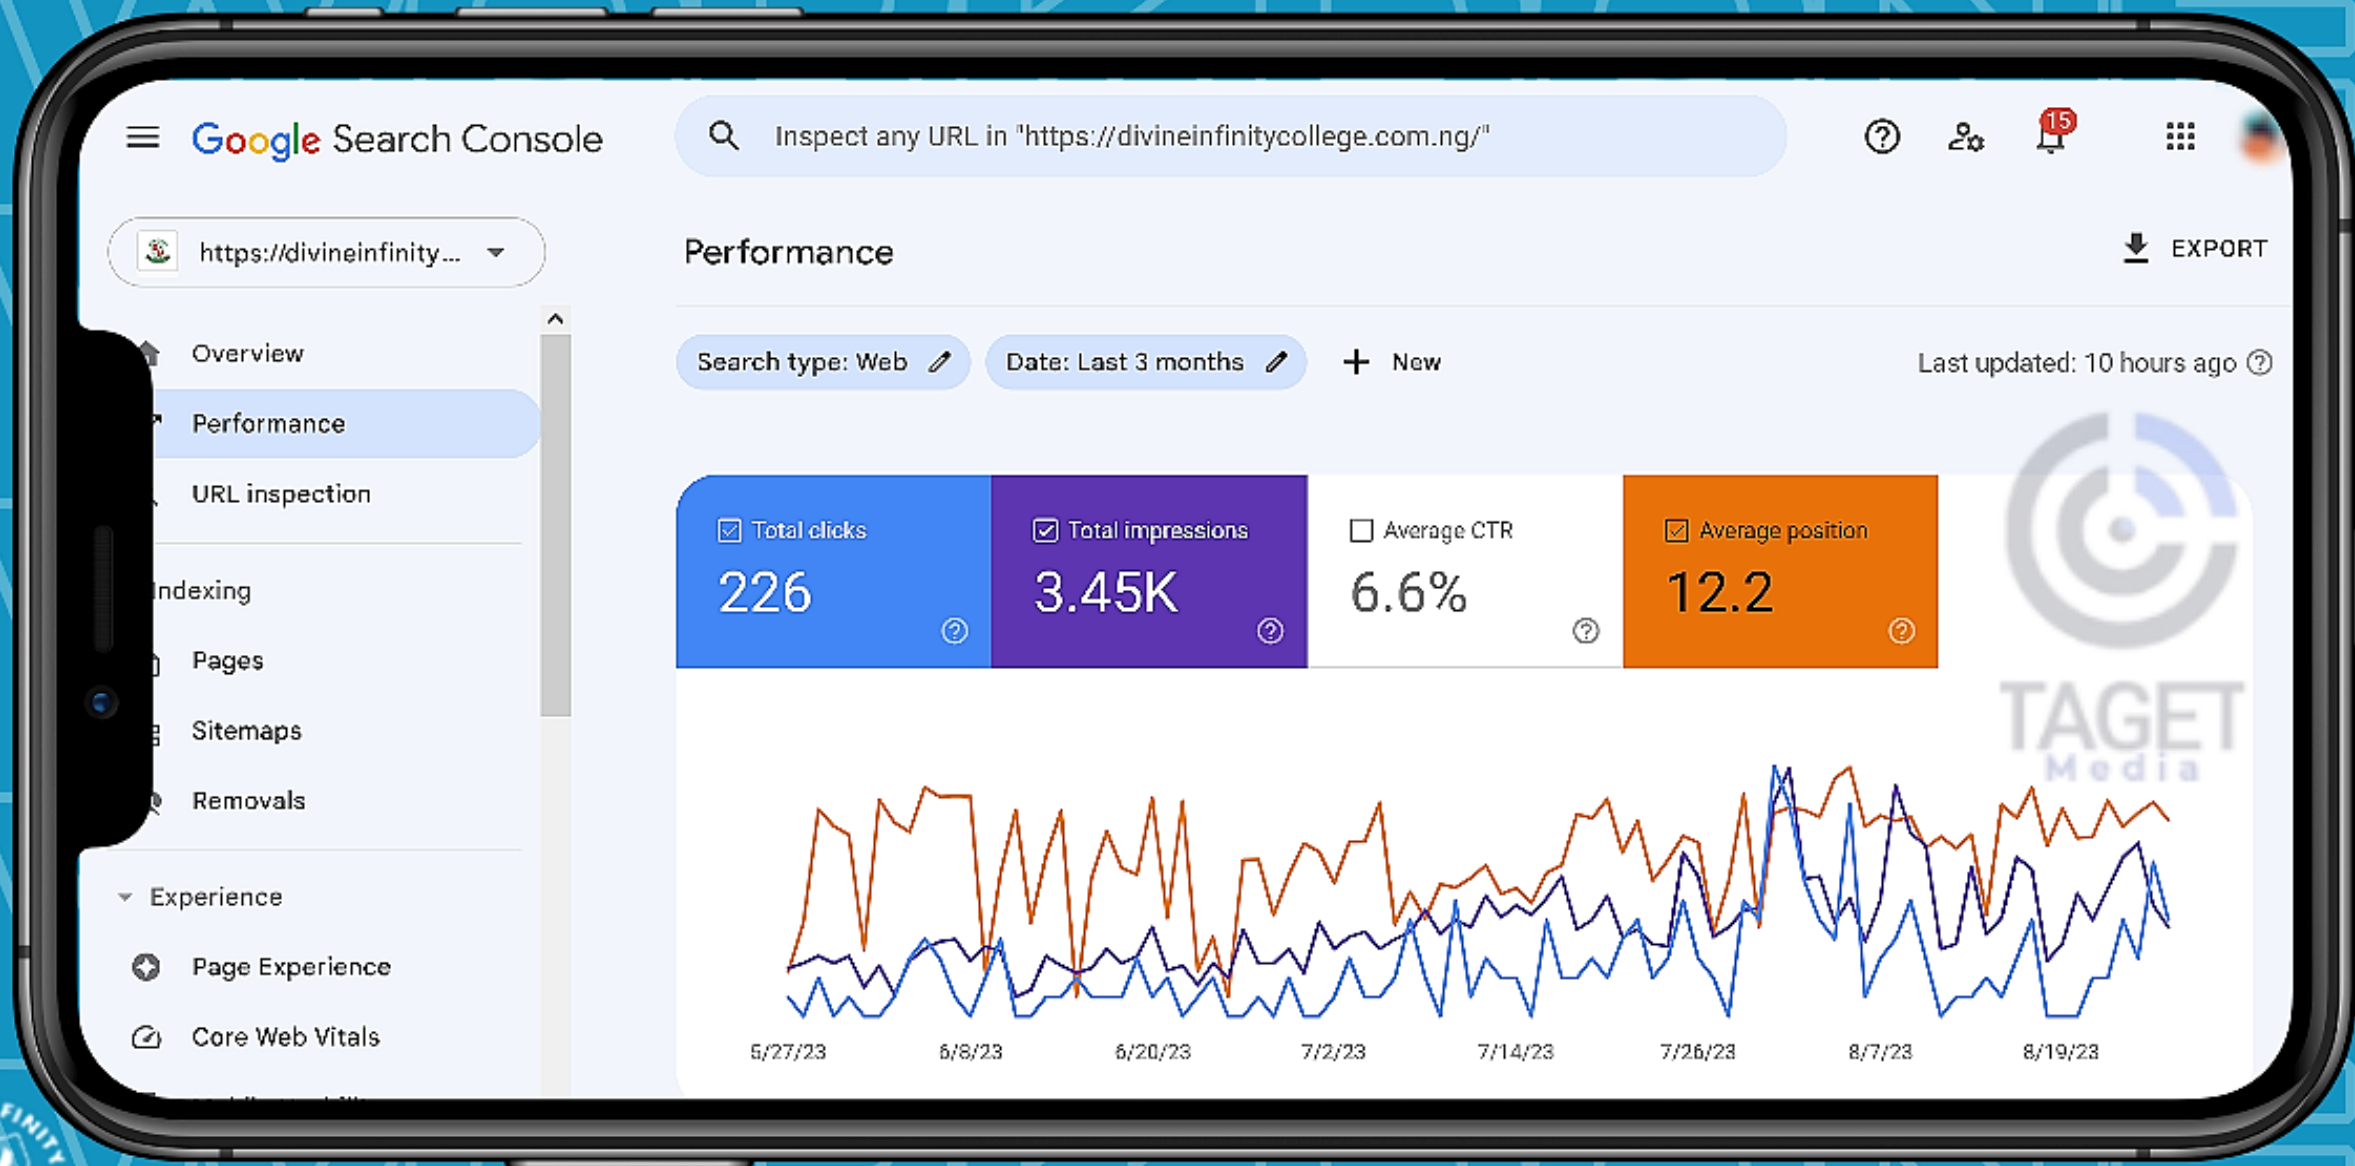 Google Search Console
Inspect any URL in "https://divineinfinitycollege.com.ng/"
15
https://divineinfinity...
Performance
EXPORT
Overview
Performance
URL inspection
Indexing
Pages
Sitemaps
Removals
Experience
Page Experience
Core Web Vitals
Search type: Web
Date: Last 3 months
New
Last updated: 10 hours ago
Total clicks
226
Total impressions
3.45K
Average CTR
6.6%
Average position
12.2
TAGET
Media
5/27/23
6/8/23
6/20/23
7/2/23
7/14/23
7/26/23
8/7/23
8/19/23